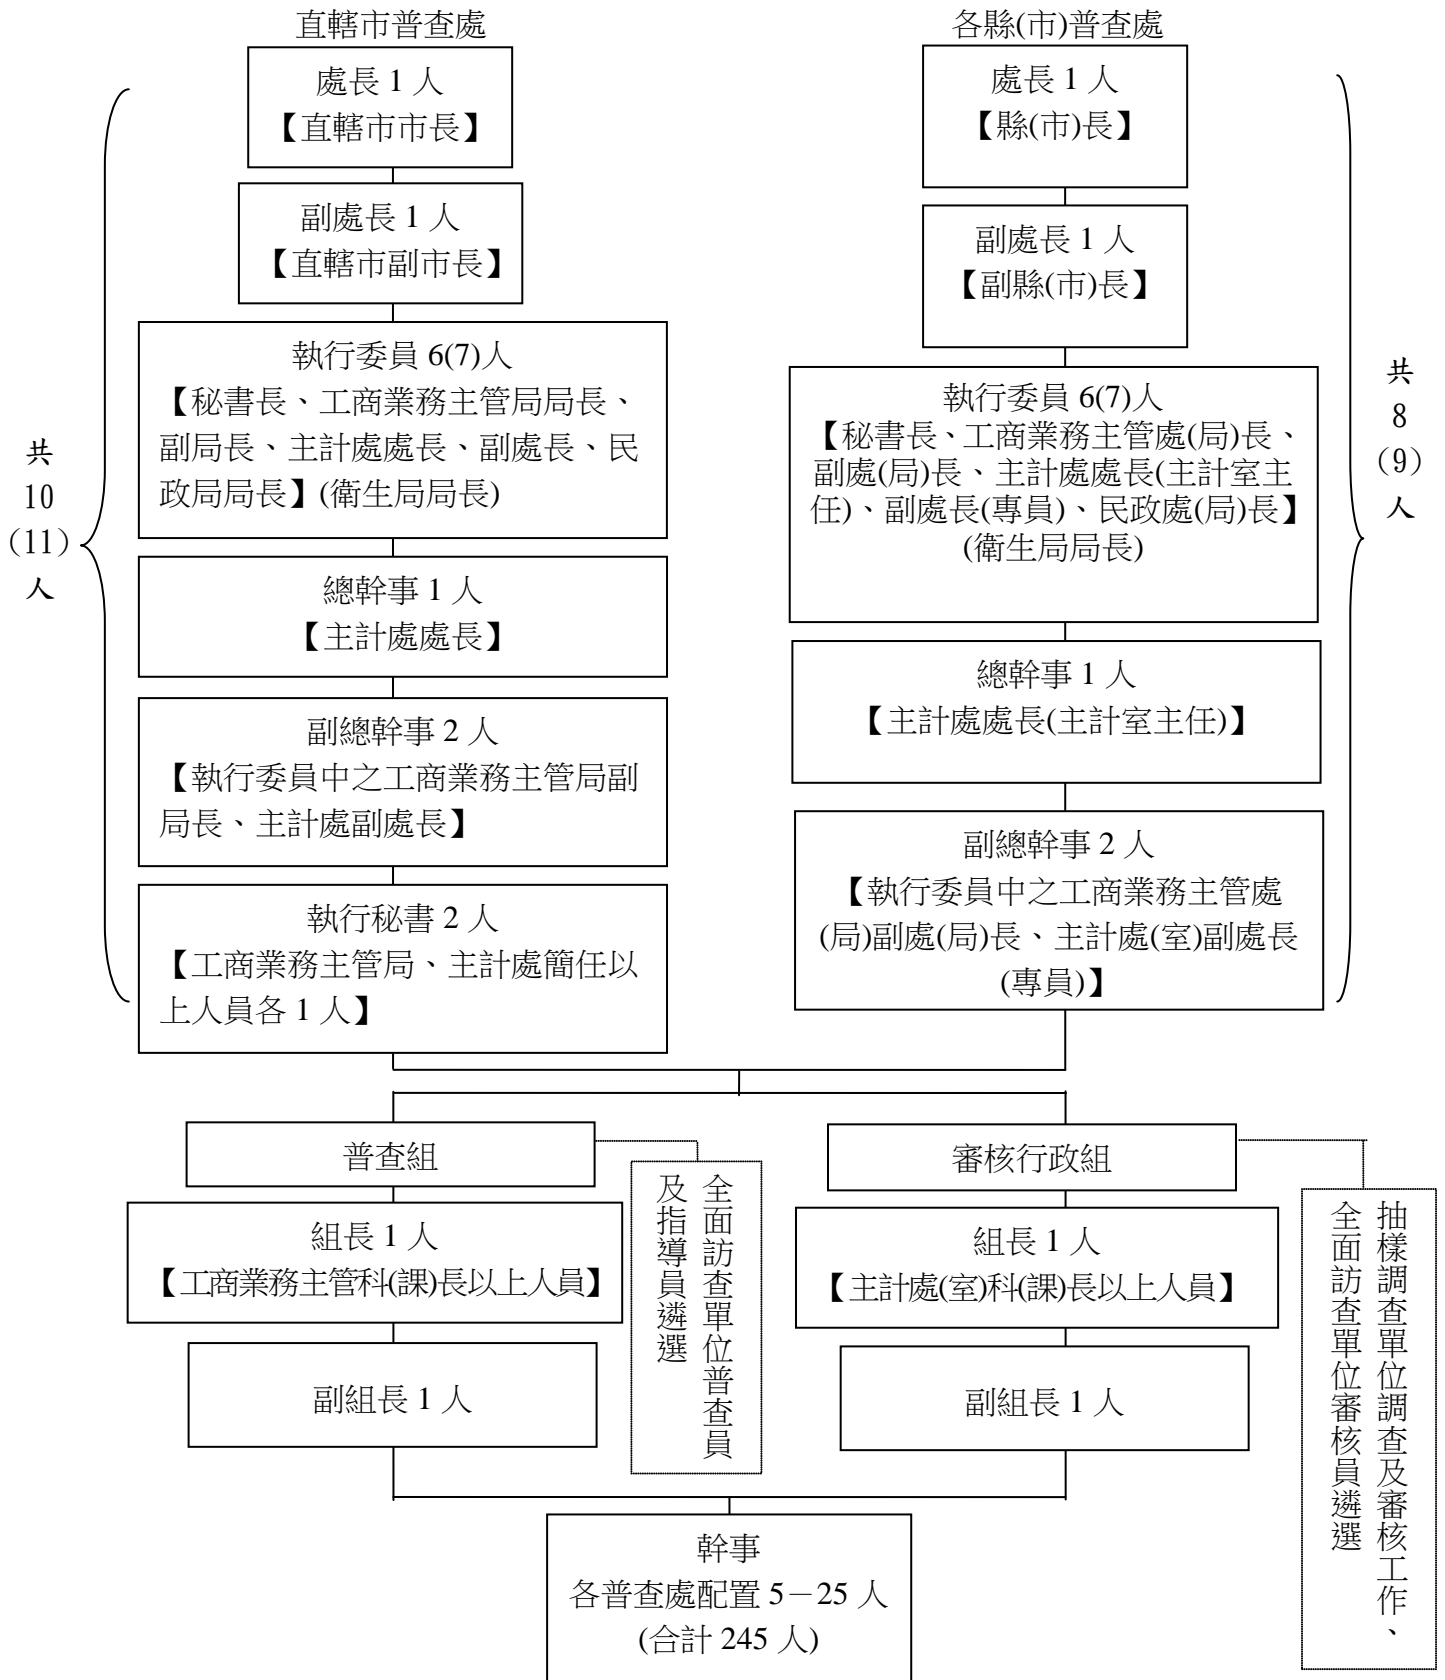 直轄市普查處
處長 1 人
【直轄市市長】
副處長 1 人
【直轄市副市長】
執行委員 6(7)人
【秘書長、工商業務主管局局長、
副局長、主計處處長、副處長、民
政局局長】(衛生局局長)
總幹事 1 人
【主計處處長】
副總幹事 2 人
【執行委員中之工商業務主管局副
局長、主計處副處長】
執行秘書 2 人
【工商業務主管局、主計處簡任以
上人員各 1 人】
共
10
(11)
人
各縣(市)普查處
處長 1 人
【縣(市)長】
副處長 1 人
【副縣(市)長】
執行委員 6(7)人
【秘書長、工商業務主管處(局)長、
副處(局)長、主計處處長(主計室主
任)、副處長(專員)、民政處(局)長】
(衛生局局長)
總幹事 1 人
【主計處處長(主計室主任)】
副總幹事 2 人
【執行委員中之工商業務主管處
(局)副處(局)長、主計處(室)副處長
(專員)】
共
8
(9)
人
普查組
組長 1 人
【工商業務主管科(課)長以上人員】
副組長 1 人
全面訪查單位普查員
及指導員遴選
審核行政組
組長 1 人
【主計處(室)科(課)長以上人員】
副組長 1 人
抽樣調查單位調查及審核工作、
全面訪查單位審核員遴選
幹事
各普查處配置 5－25 人
(合計 245 人)